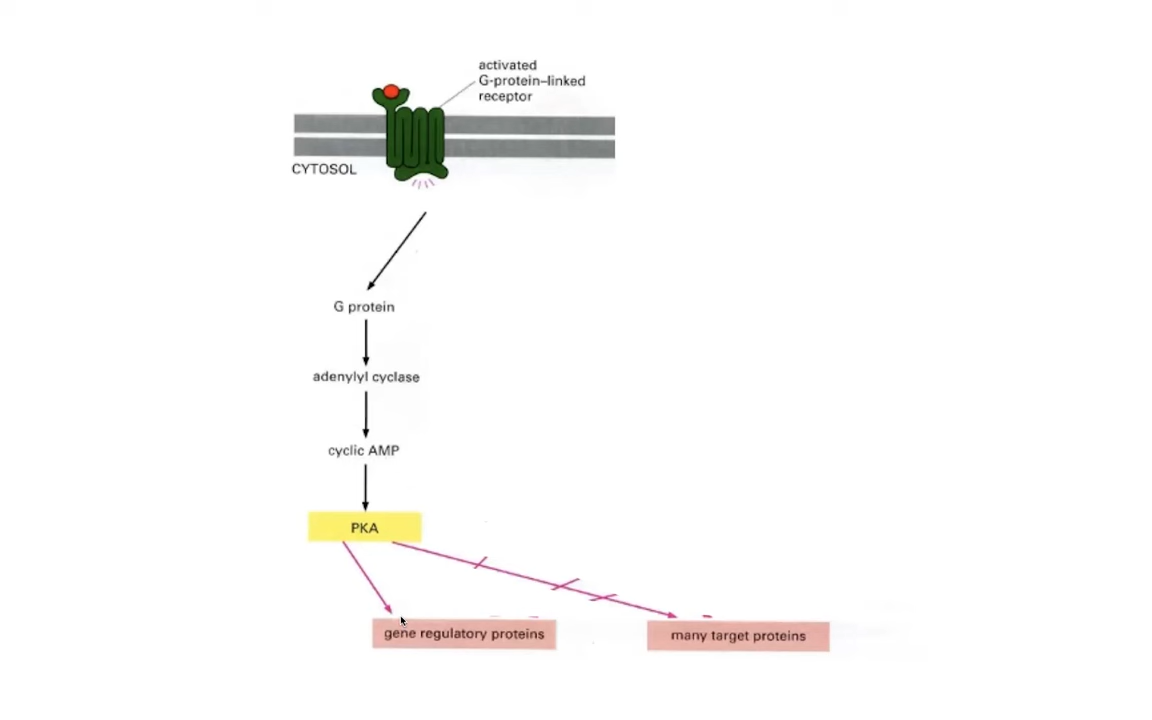 activated
G-protein–linked
receptor
CYTOSOL
G protein
adenylyl cyclase
cyclic AMP
PKA
gene regulatory proteins
many target proteins